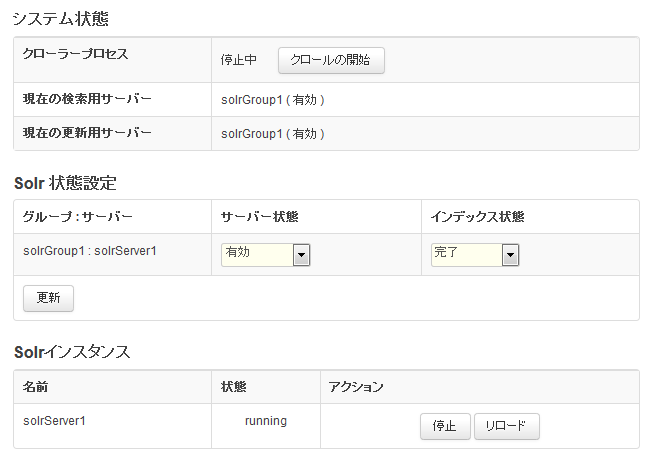 システム状態
クローラープロセス 停止中 クロールの開始
現在の検索用サーバー solrGroup1 ( 有効 )
現在の更新用サーバー solrGroup1 ( 有効 )
Solr 状態設定
グループ : サーバー サーバー状態 インデックス状態
solrGroup1 : solrServer1 有効 完了
更新
Solrインスタンス
名前 状態 アクション
solrServer1 running 停止 リロード